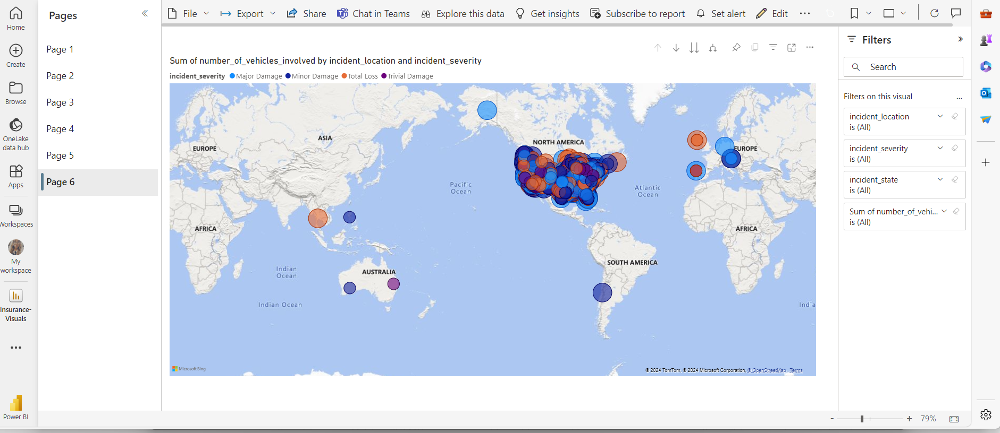 Home
Create
Browse
OneLake
data hub
Apps
Workspaces
My
workspace
Insurance-
Visuals
Power BI
Pages
Page 1
Page 2
Page 3
Page 4
Page 5
Page 6
File
Export
Share
Chat in Teams
Explore this data
Get insights
Subscribe to report
Set alert
Edit
Sum of number_of_vehicles_involved by incident_location and incident_severity
incident_severity Major Damage Minor Damage Total Loss Trivial Damage
ASIA
EUROPE
NORTH AMERICA
EUROPE
Pacific
Ocean
Atlantic
Ocean
AFRICA
AFRICA
SOUTH AMERICA
AUSTRALIA
Indian
Ocean
Indian Ocean
India
Microsoft Bing
© 2024 TomTom, © 2024 Microsoft Corporation, © OpenStreetMap Terms
Filters
Search
Filters on this visual ...
incident_location
is (All)
incident_severity
is (All)
incident_state
is (All)
Sum of number_of_vehi...
is (All)
- + 79%